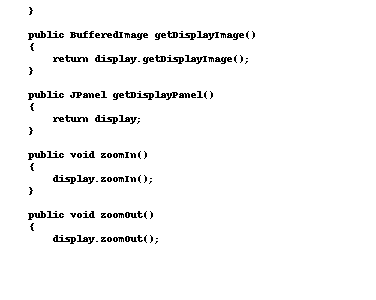 }
public BufferedImage getDisplayImage()
{
return display.getDisplayImage();
}
public JPanel getDisplayPanel()
{
return display;
}
public void zoomIn()
{
display.zoomIn();
}
public void zoomOut()
{
display.zoomOut();